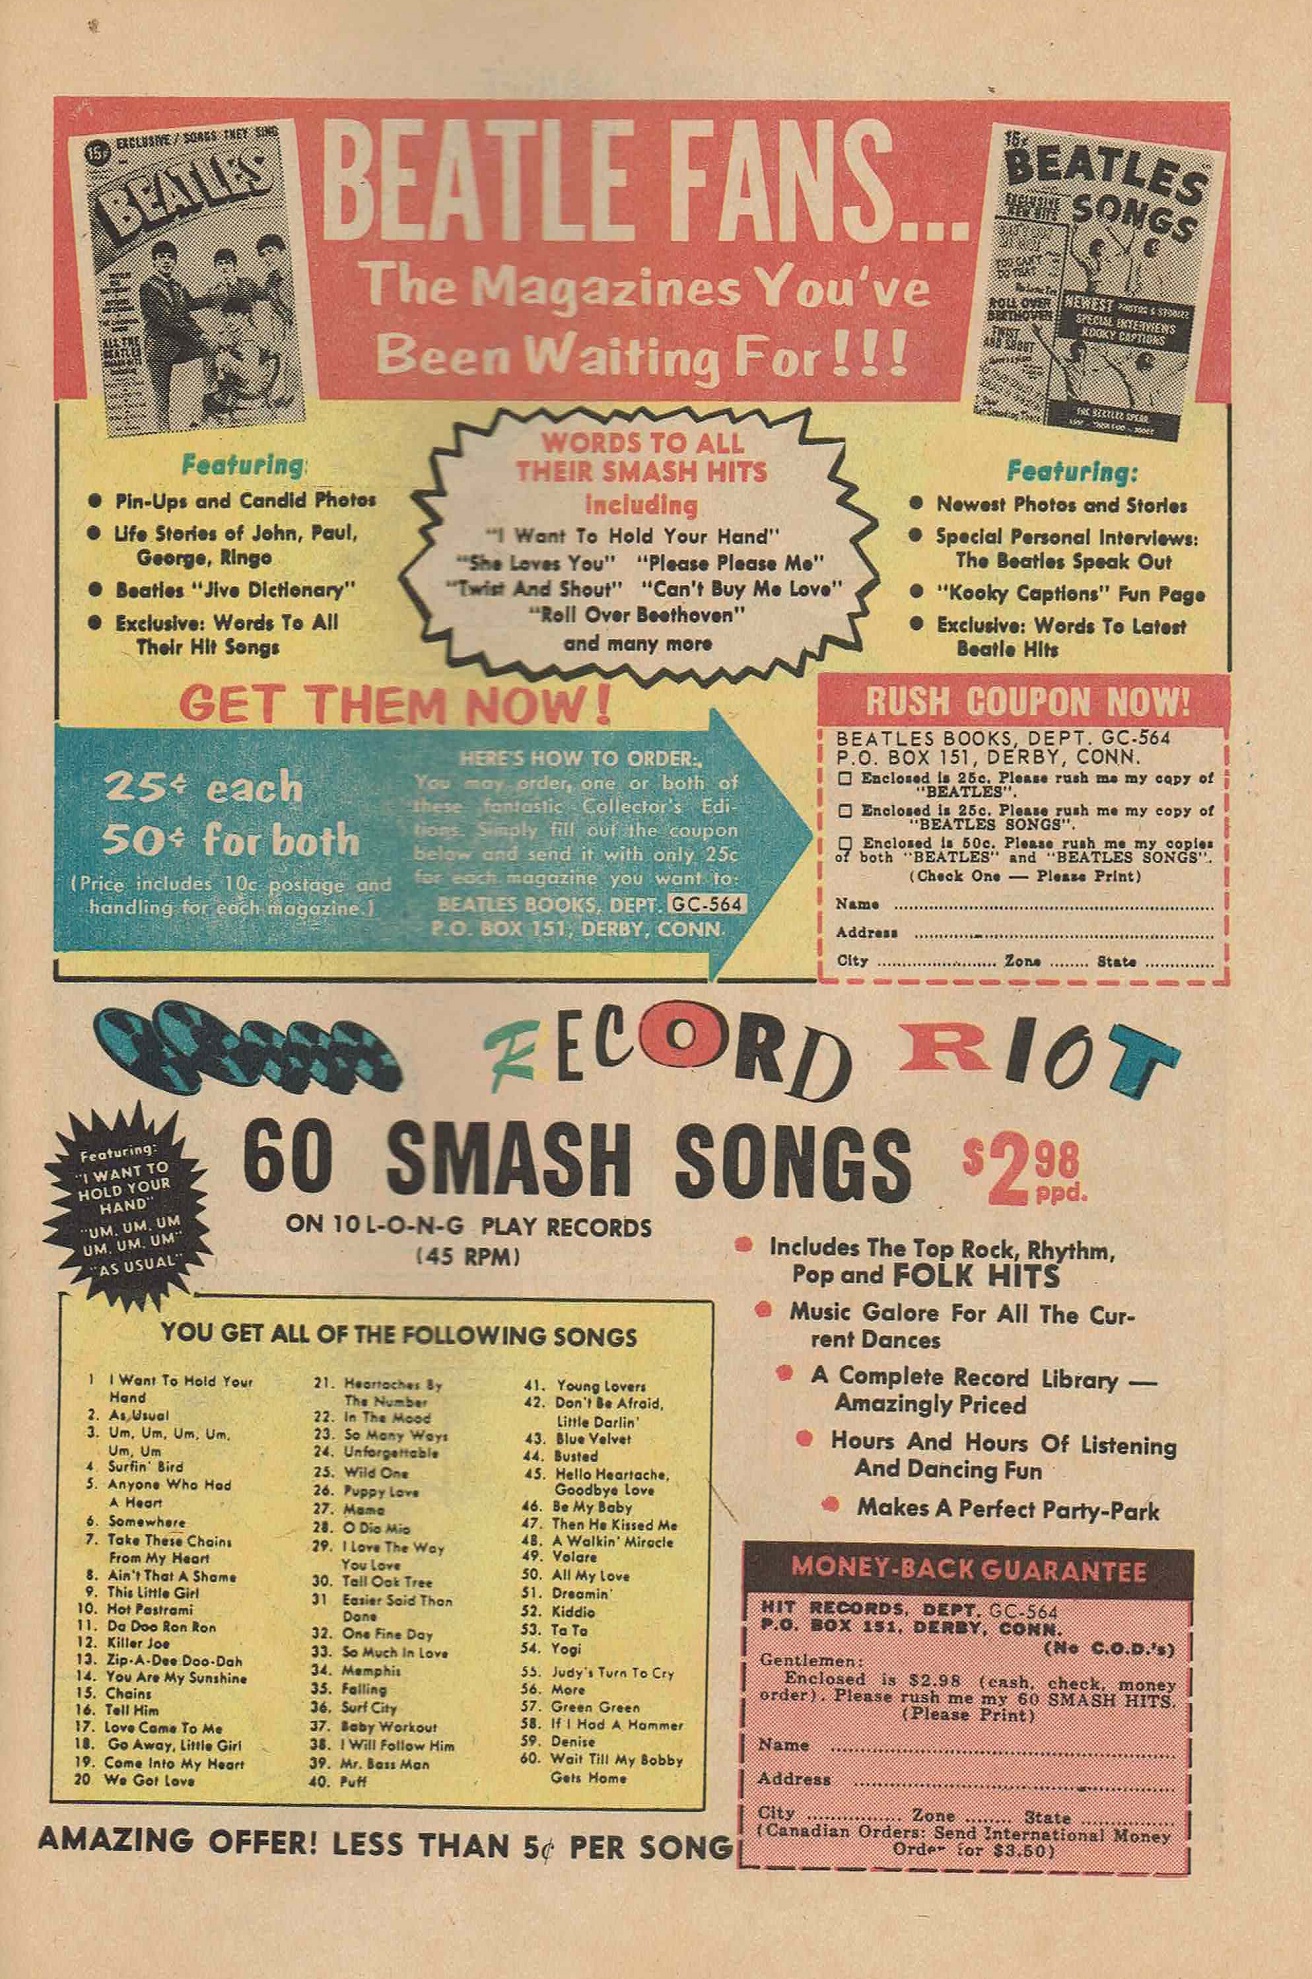 15¢ EXCLUSIVE / SONGS THEY SING
BEATLES
ALL THE
BEATLES
BEATLE FANS...
The Magazines You've
Been Waiting For!!!
15¢
BEATLES
SONGS
EXCLUSIVE
NEW HITS
YOU CAN'T
DO THAT
ROLL OVER
BEETHOVEN
TWIST
AND SHOUT
NEWEST PHOTOS & STORIES
SPECIAL INTERVIEWS
KOOKY CAPTIONS
THE BEATLES SPEAK
Featuring:
● Pin-Ups and Candid Photos
● Life Stories of John, Paul,
George, Ringo
● Beatles "Jive Dictionary"
● Exclusive: Words To All
Their Hit Songs
WORDS TO ALL
THEIR SMASH HITS
including
"I Want To Hold Your Hand"
"She Loves You" "Please Please Me"
"Twist And Shout" "Can't Buy Me Love"
"Roll Over Beethoven"
and many more
Featuring:
● Newest Photos and Stories
● Special Personal Interviews:
The Beatles Speak Out
● "Kooky Captions" Fun Page
● Exclusive: Words To Latest
Beatle Hits
GET THEM NOW!
25¢ each
50¢ for both
(Price includes 10c postage and
handling for each magazine.)
HERE'S HOW TO ORDER:,
You may order, one or both of
these fantastic Collector's Edi-
tions. Simply fill out the coupon
below and send it with only 25c
for each magazine you want to:
BEATLES BOOKS, DEPT. GC-564
P.O. BOX 151, DERBY, CONN.
RUSH COUPON NOW!
BEATLES BOOKS, DEPT. GC-564
P.O. BOX 151, DERBY, CONN.
□ Enclosed is 25c. Please rush me my copy of
"BEATLES".
□ Enclosed is 25c. Please rush me my copy of
"BEATLES SONGS".
□ Enclosed is 50c. Please rush me my copies
of both "BEATLES" and "BEATLES SONGS".
(Check One — Please Print)
Name
Address
City Zone State
RECORD RIOT
Featuring:
"I WANT TO
HOLD YOUR
HAND"
"UM, UM, UM
UM, UM, UM"
"AS USUAL"
60 SMASH SONGS $2 98 ppd.
ON 10 L-O-N-G PLAY RECORDS
(45 RPM)
● Includes The Top Rock, Rhythm,
Pop and FOLK HITS
● Music Galore For All The Cur-
rent Dances
● A Complete Record Library —
Amazingly Priced
● Hours And Hours Of Listening
And Dancing Fun
● Makes A Perfect Party-Park
YOU GET ALL OF THE FOLLOWING SONGS
1 I Want To Hold Your
Hand
2. As Usual
3. Um, Um, Um, Um,
Um, Um
4. Surfin' Bird
5. Anyone Who Had
A Heart
6. Somewhere
7. Take These Chains
From My Heart
8. Ain't That A Shame
9. This Little Girl
10. Hot Pastrami
11. Da Doo Ron Ron
12. Killer Joe
13. Zip-A-Dee Doo-Dah
14. You Are My Sunshine
15. Chains
16. Tell Him
17. Love Came To Me
18. Go Away, Little Girl
19. Come Into My Heart
20 We Got Love
21. Heartaches By
The Number
22. In The Mood
23. So Many Ways
24. Unforgettable
25. Wild One
26. Puppy Love
27. Mama
28. O Dio Mio
29. I Love The Way
You Love
30. Tall Oak Tree
31 Easier Said Than
Done
32. One Fine Day
33. So Much In Love
34. Memphis
35. Falling
36. Surf City
37. Baby Workout
38. I Will Follow Him
39. Mr. Bass Man
40. Puff
41. Young Lovers
42. Don't Be Afraid,
Little Darlin'
43. Blue Velvet
44. Busted
45. Hello Heartache,
Goodbye Love
46. Be My Baby
47. Then He Kissed Me
48. A Walkin' Miracle
49. Volare
50. All My Love
51. Dreamin'
52. Kiddio
53. Ta Ta
54. Yogi
55. Judy's Turn To Cry
56. More
57. Green Green
58. If I Had A Hammer
59. Denise
60. Wait Till My Bobby
Gets Home
AMAZING OFFER! LESS THAN 5¢ PER SONG
MONEY-BACK GUARANTEE
HIT RECORDS, DEPT. GC-564
P.O. BOX 151, DERBY, CONN.
(No C.O.D.'s)
Gentlemen:
Enclosed is $2.98 (cash, check, money
order). Please rush me my 60 SMASH HITS.
(Please Print)
Name
Address
City Zone State
(Canadian Orders: Send International Money
Order for $3.50)